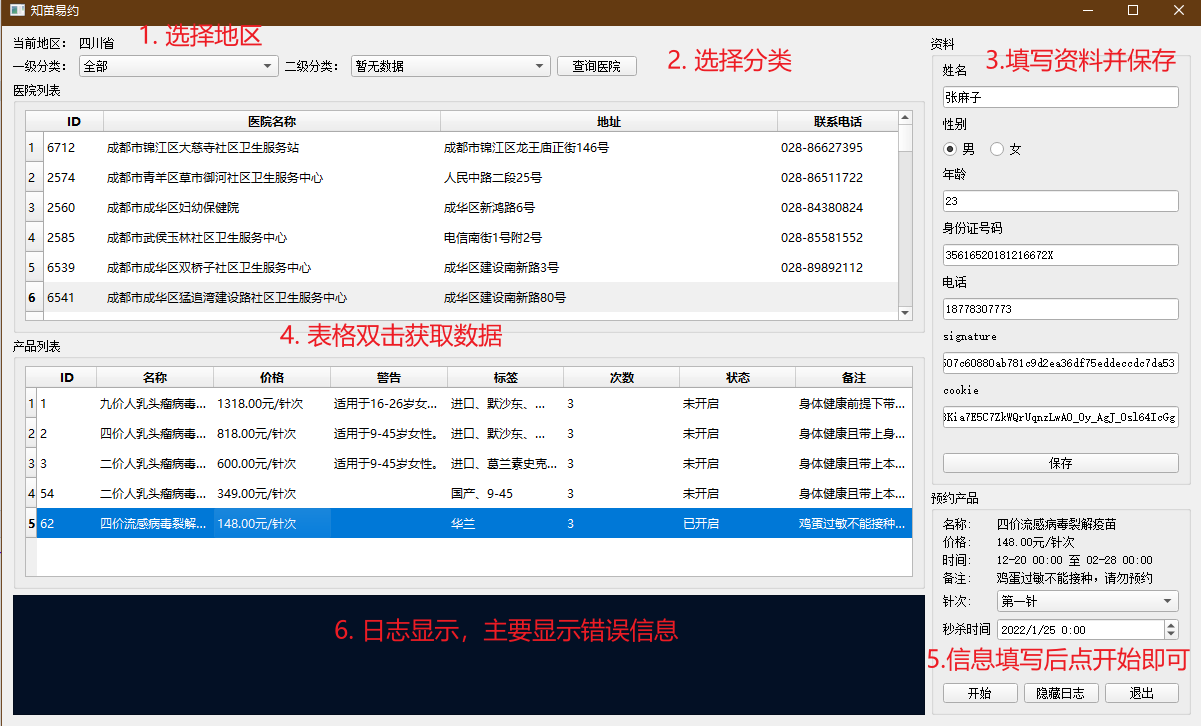 知苗易约
当前地区： 四川省
1. 选择地区
一级分类： 全部 二级分类： 暂无数据 查询医院
2. 选择分类
医院列表
ID 医院名称 地址 联系电话
1 6712 成都市锦江区大慈寺社区卫生服务站 成都市锦江区龙王庙正街146号 028-86627395
2 2574 成都市青羊区草市御河社区卫生服务中心 人民中路二段25号 028-86511722
3 2560 成都市成华区妇幼保健院 成华区新鸿路6号 028-84380824
4 2585 成都市武侯玉林社区卫生服务中心 电信南街1号附2号 028-85581552
5 6539 成都市成华区双桥子社区卫生服务中心 成华区建设南新路3号 028-89892112
6 6541 成都市成华区猛追湾建设路社区卫生服务中心 成华区建设南新路80号
4. 表格双击获取数据
产品列表
ID 名称 价格 警告 标签 次数 状态 备注
1 1 九价人乳头瘤病毒... 1318.00元/针次 适用于16-26岁女... 进口、默沙东、... 3 未开启 身体健康前提下带...
2 2 四价人乳头瘤病毒... 818.00元/针次 适用于9-45岁女性。 进口、默沙东、... 3 未开启 身体健康且带上身...
3 3 二价人乳头瘤病毒... 600.00元/针次 适用于9-45岁女性。 进口、葛兰素史克... 3 未开启 身体健康且带上本...
4 54 二价人乳头瘤病毒... 349.00元/针次 国产、9-45 3 未开启 身体健康且带上本...
5 62 四价流感病毒裂解... 148.00元/针次 华兰 3 已开启 鸡蛋过敏不能接种...
6. 日志显示，主要显示错误信息
资料
3.填写资料并保存
姓名
张麻子
性别
男 女
年龄
23
身份证号码
35616520181216672X
电话
18778307773
signature
507c60880ab781c9d2ea36df75eddeccdc7da53
cookie
3Kia7E5C7ZkWQrUqnzLwAO_Oy_AgJ_Osl64IcGg
保存
预约产品
名称： 四价流感病毒裂解疫苗
价格： 148.00元/针次
时间： 12-20 00:00 至 02-28 00:00
备注： 鸡蛋过敏不能接种，请勿预约
针次： 第一针
秒杀时间 2022/1/25 0:00
5.信息填写后点开始即可
开始 隐藏日志 退出